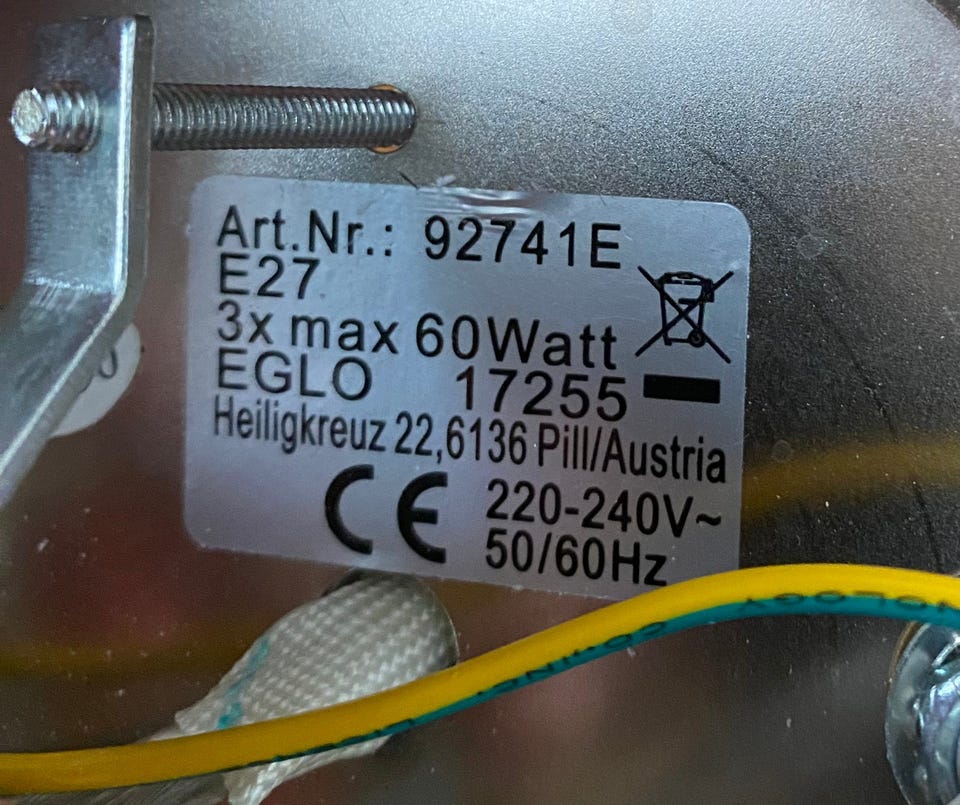 Art.Nr.: 92741E
E27
3x max 60Watt
EGLO 17255
Heiligkreuz 22,6136 Pill/Austria
CE 220-240V~
50/60Hz